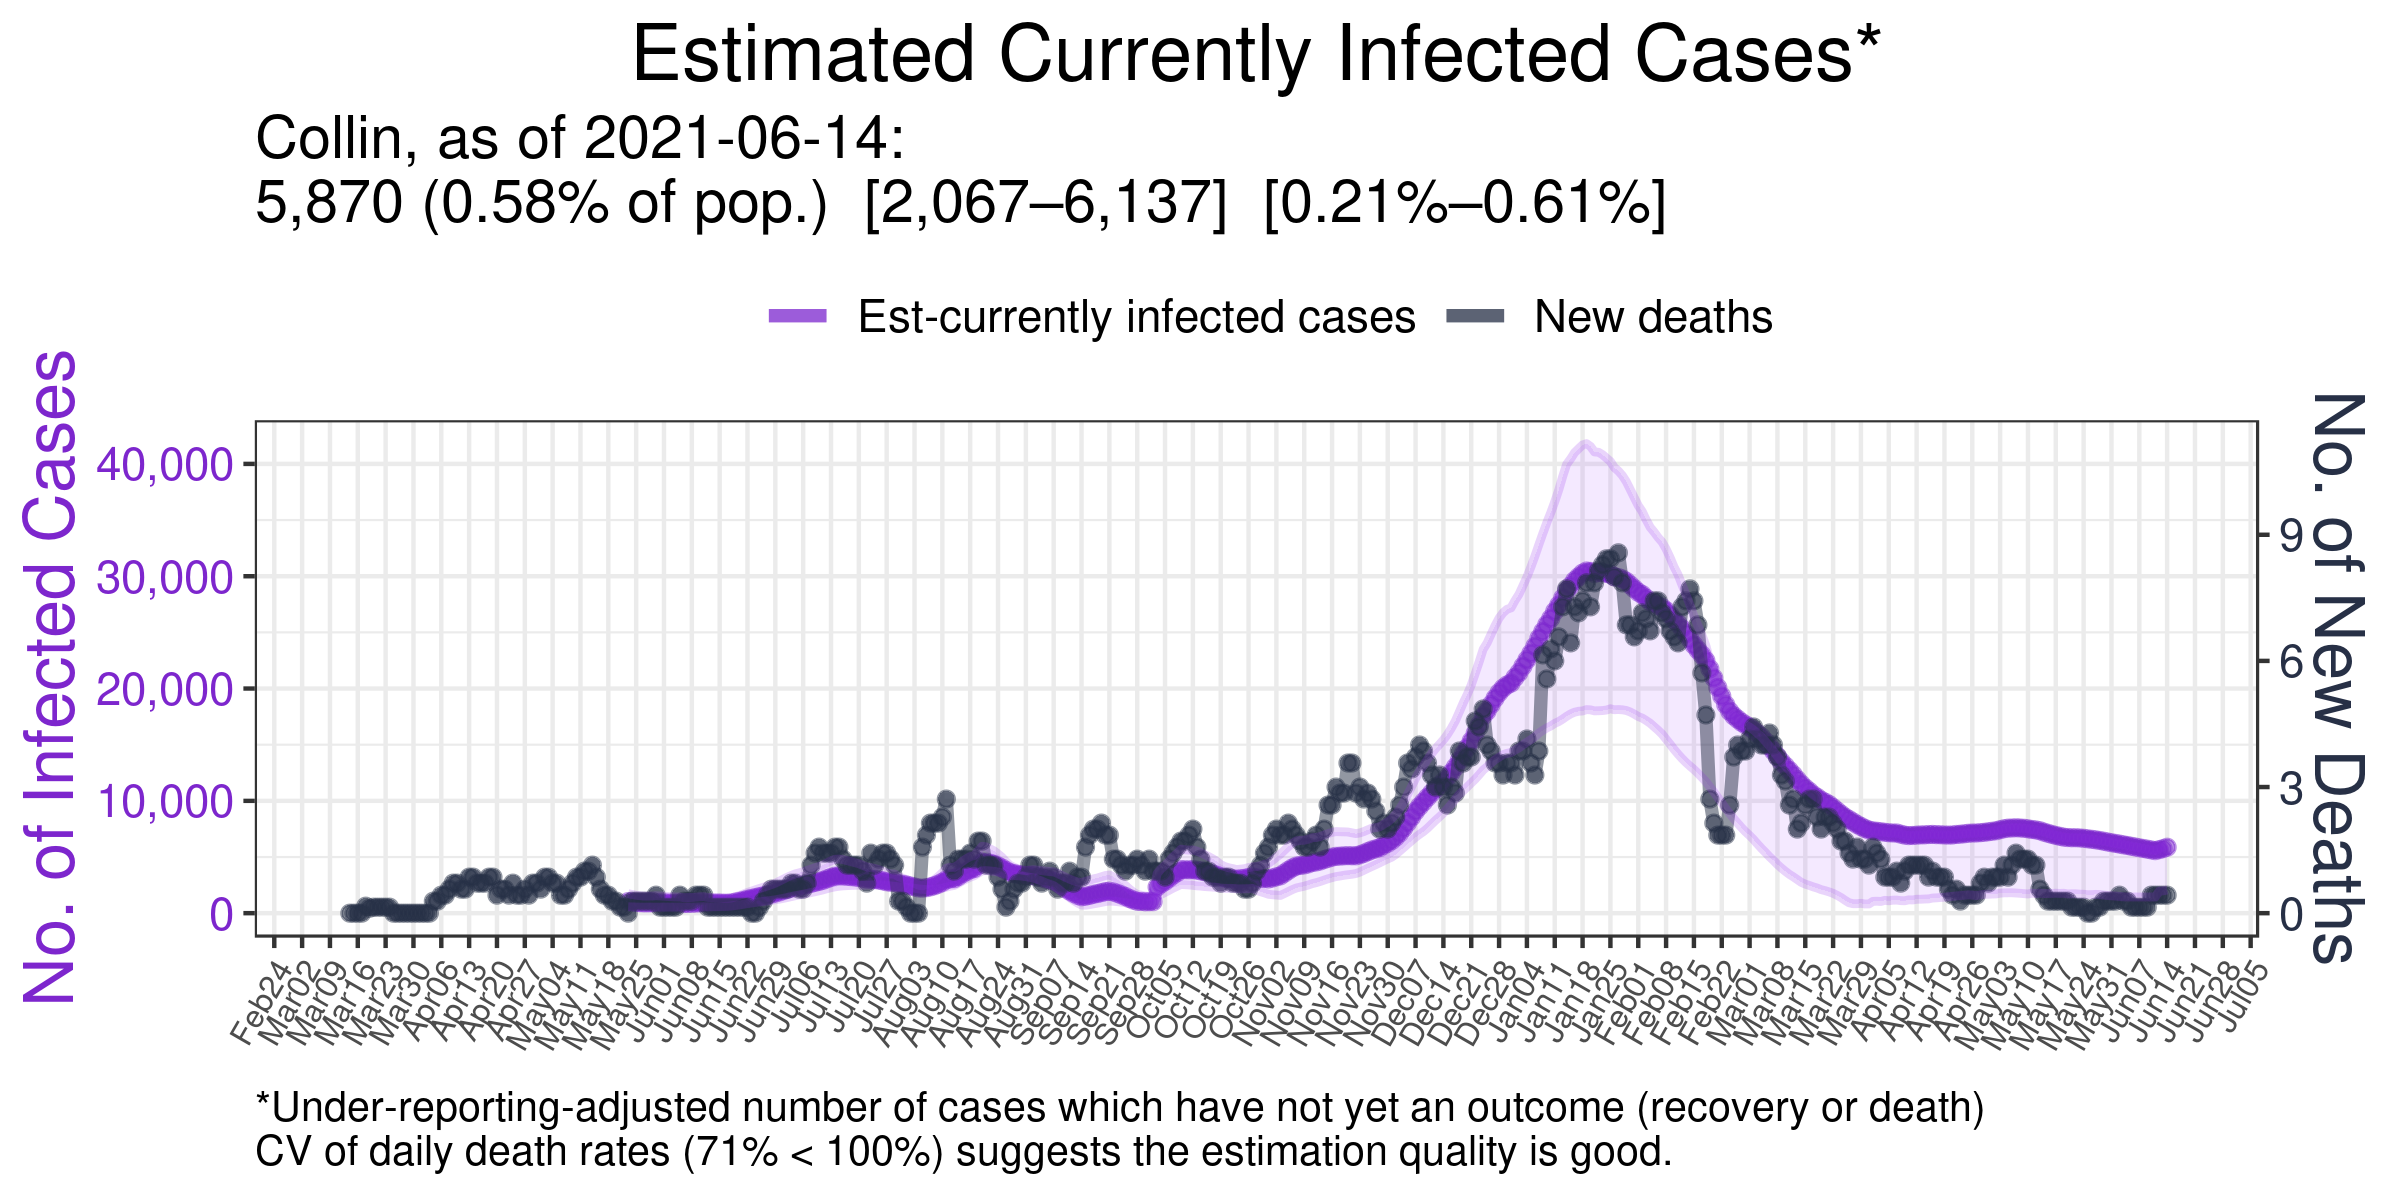 Estimated Currently Infected Cases*
Collin, as of 2021-06-14:
5,870 (0.58% of pop.) [2,067–6,137] [0.21%–0.61%]
Est-currently infected cases
New deaths
No. of Infected Cases
40,000
30,000
20,000
10,000
0
No. of New Deaths
9
6
3
0
Feb24
Mar02
Mar09
Mar16
Mar23
Mar30
Apr06
Apr13
Apr20
Apr27
May04
May11
May18
May25
Jun01
Jun08
Jun15
Jun22
Jun29
Jul06
Jul13
Jul20
Jul27
Aug03
Aug10
Aug17
Aug24
Aug31
Sep07
Sep14
Sep21
Sep28
Oct05
Oct12
Oct19
Oct26
Nov02
Nov09
Nov16
Nov23
Nov30
Dec07
Dec14
Dec21
Dec28
Jan04
Jan11
Jan18
Jan25
Feb01
Feb08
Feb15
Feb22
Mar01
Mar08
Mar15
Mar22
Mar29
Apr05
Apr12
Apr19
Apr26
May03
May10
May17
May24
May31
Jun07
Jun14
Jun21
Jun28
Jul05
*Under-reporting-adjusted number of cases which have not yet an outcome (recovery or death)
CV of daily death rates (71% < 100%) suggests the estimation quality is good.